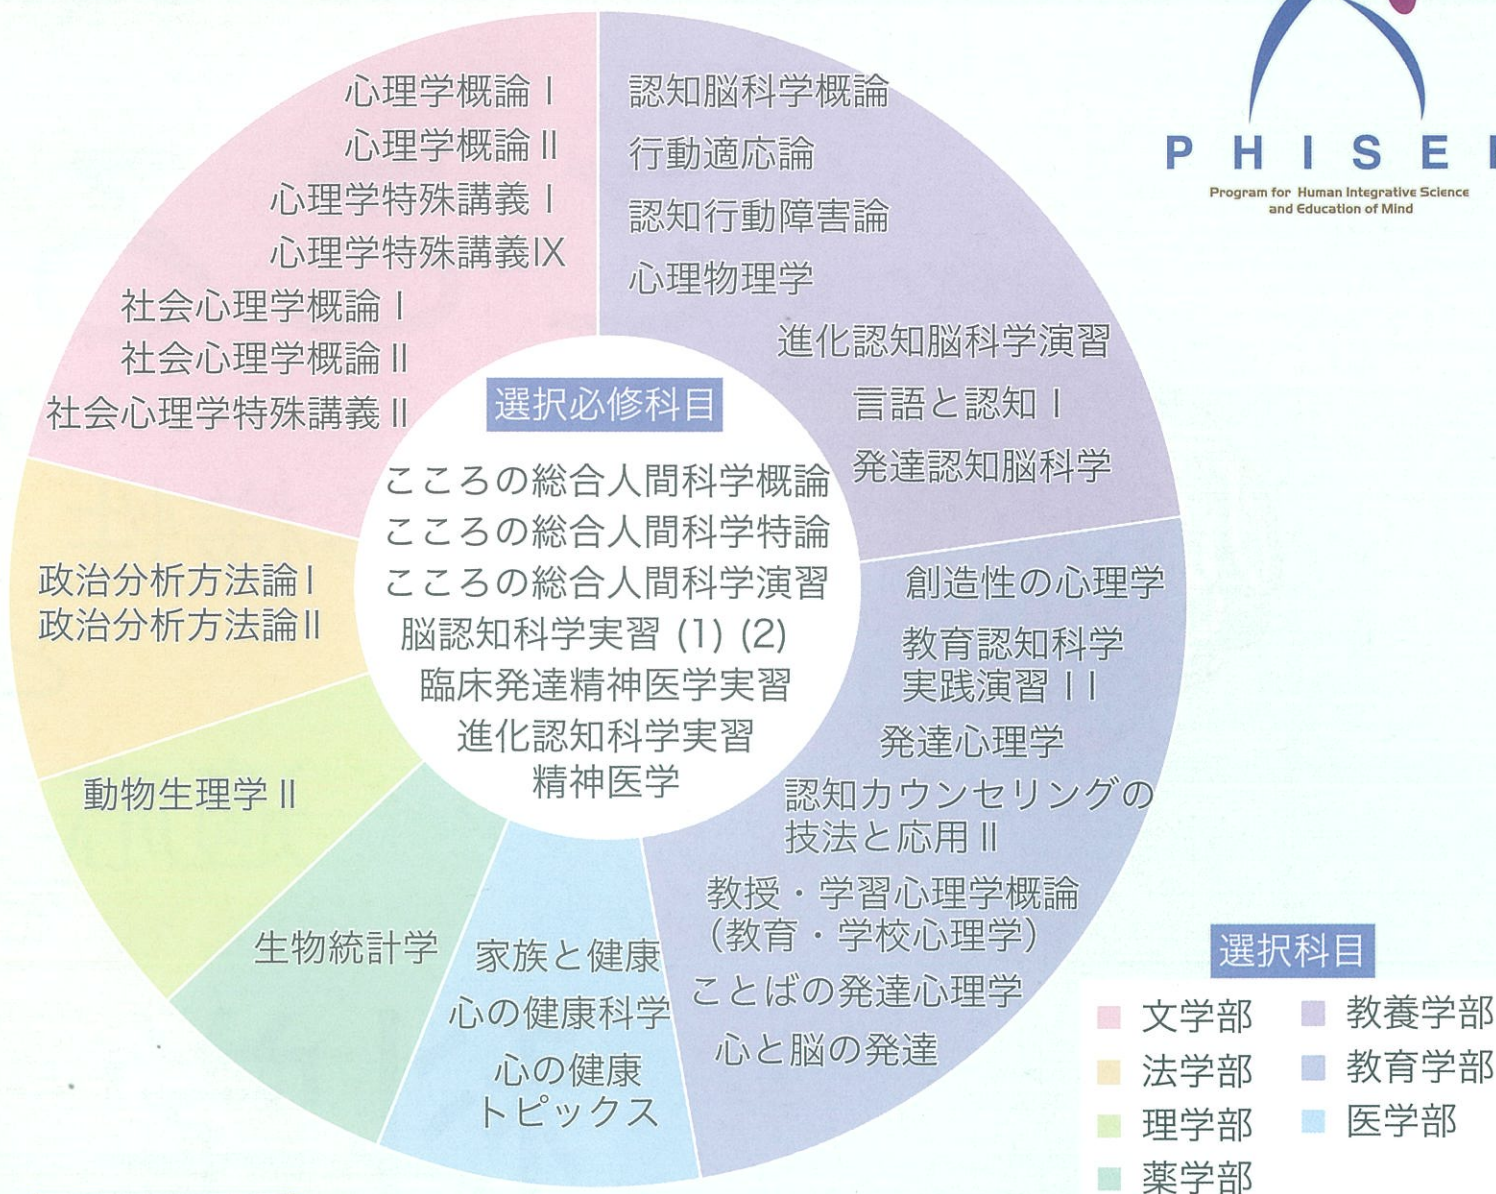 心理学概論 I
心理学概論 II
心理学特殊講義 I
心理学特殊講義IX
社会心理学概論 I
社会心理学概論 II
社会心理学特殊講義 II
認知脳科学概論
行動適応論
認知行動障害論
心理物理学
進化認知脳科学演習
言語と認知 I
発達認知脳科学
選択必修科目
こころの総合人間科学概論
こころの総合人間科学特論
こころの総合人間科学演習
脳認知科学実習 (1) (2)
臨床発達精神医学実習
進化認知科学実習
精神医学
政治分析方法論I
政治分析方法論II
動物生理学 II
生物統計学
家族と健康
心の健康科学
心の健康
トピックス
創造性の心理学
教育認知科学
実践演習 I I
発達心理学
認知カウンセリングの
技法と応用 II
教授・学習心理学概論
（教育・学校心理学）
ことばの発達心理学
心と脳の発達
PHISE
Program for Human Integrative Science
and Education of Mind
選択科目
文学部
法学部
理学部
薬学部
教養学部
教育学部
医学部